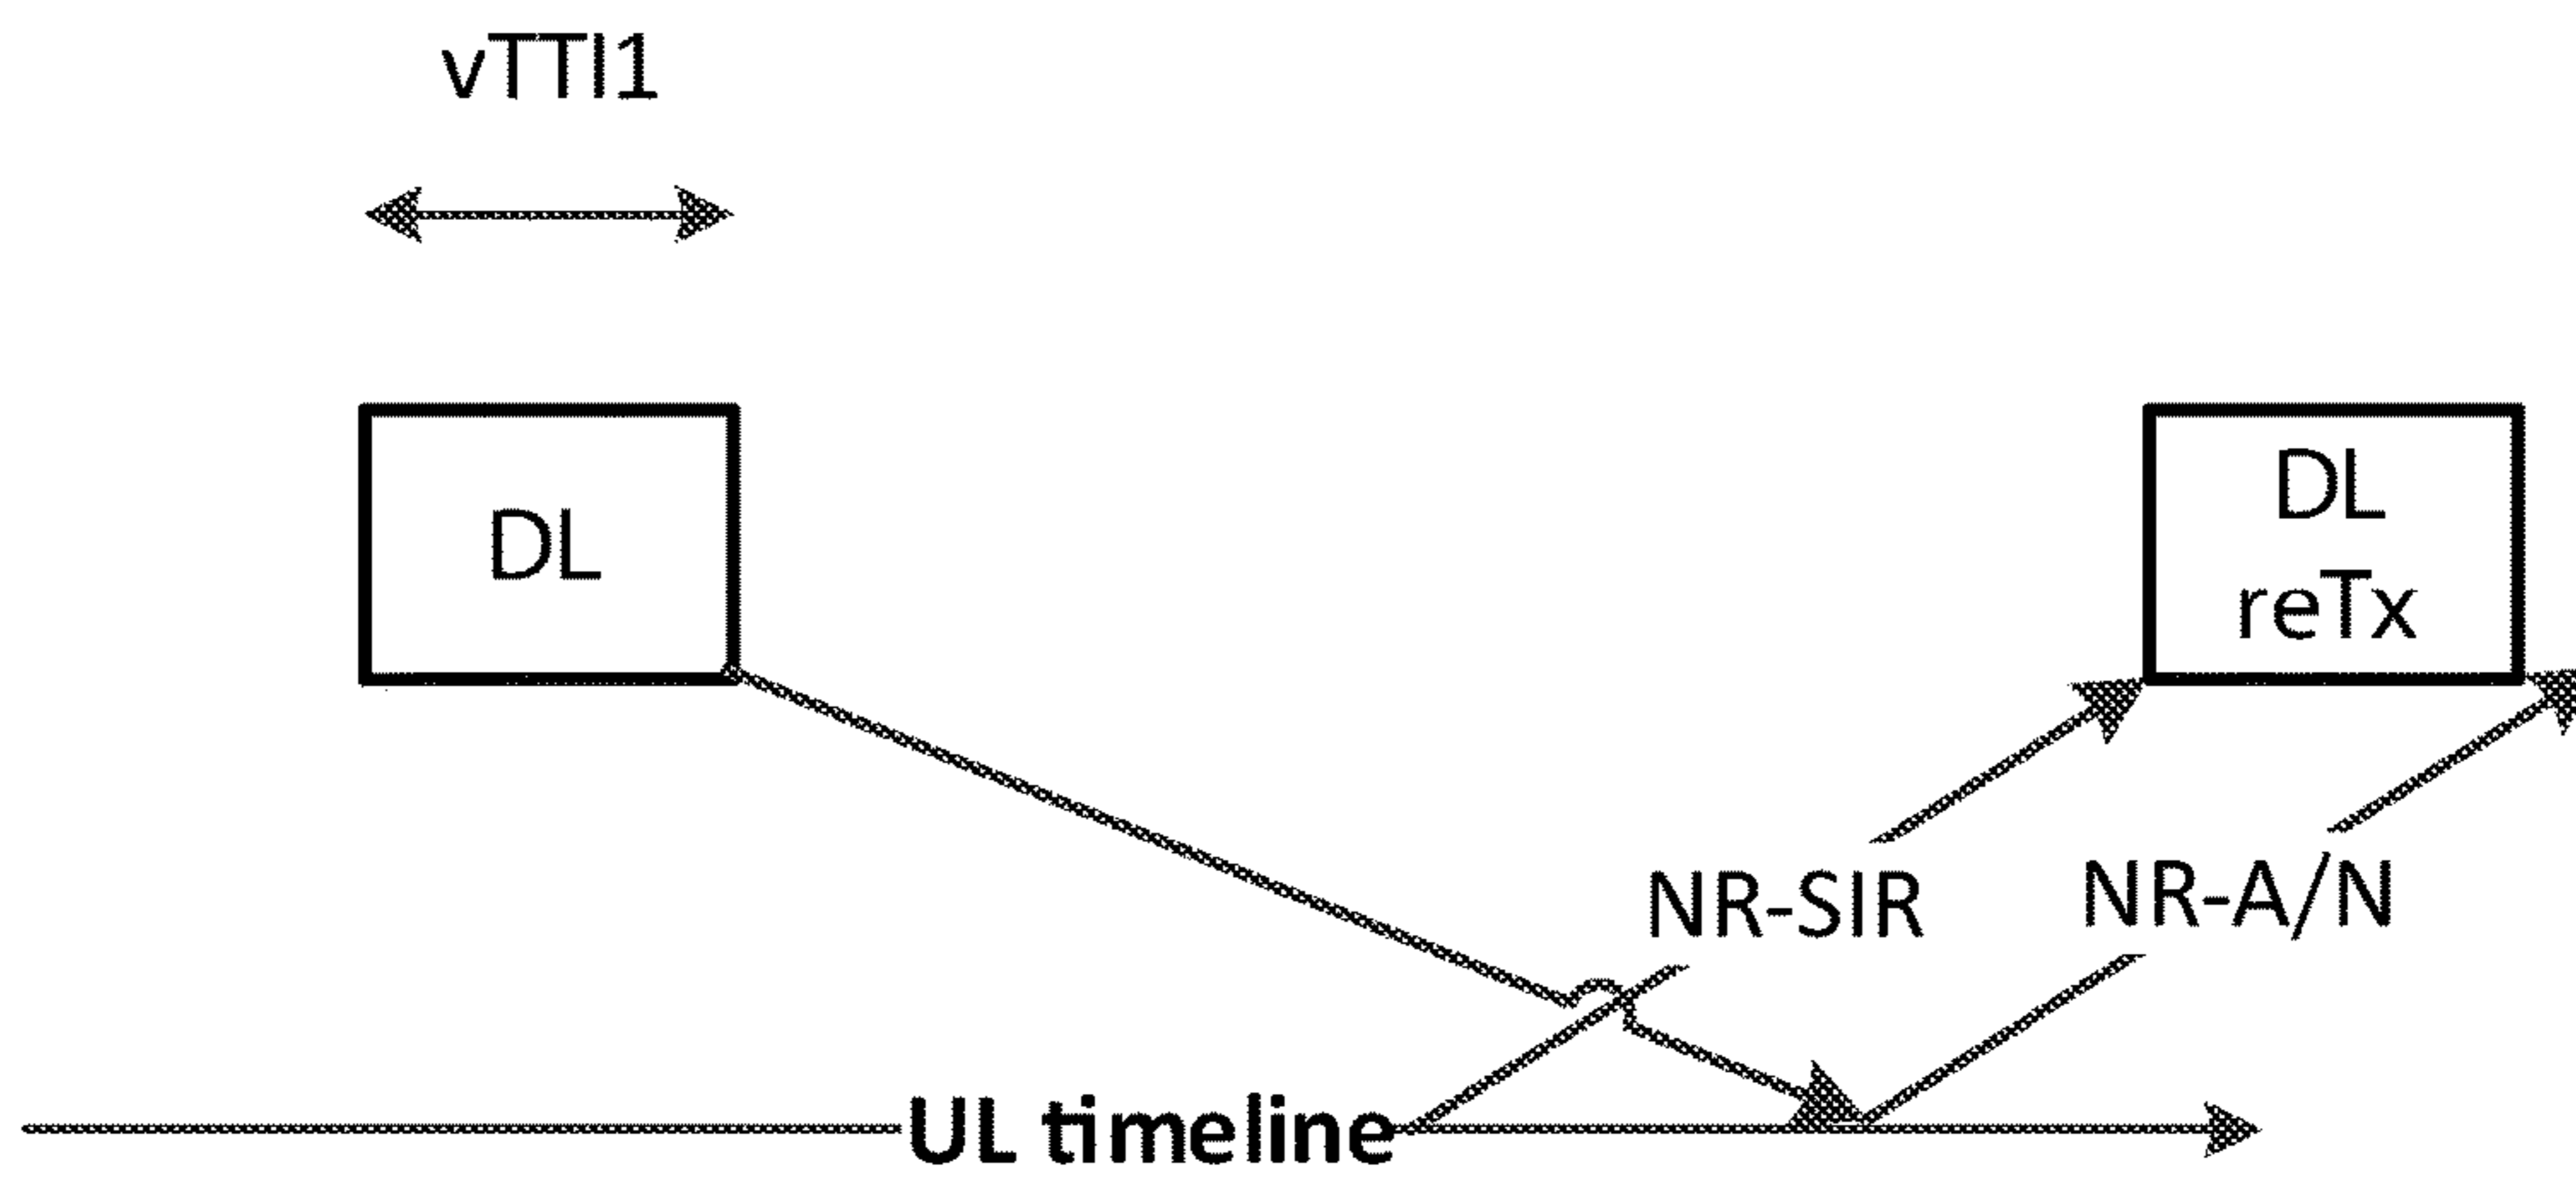 vTTI1
DL
DL
reTx
NR-SIR
NR-A/N
UL timeline